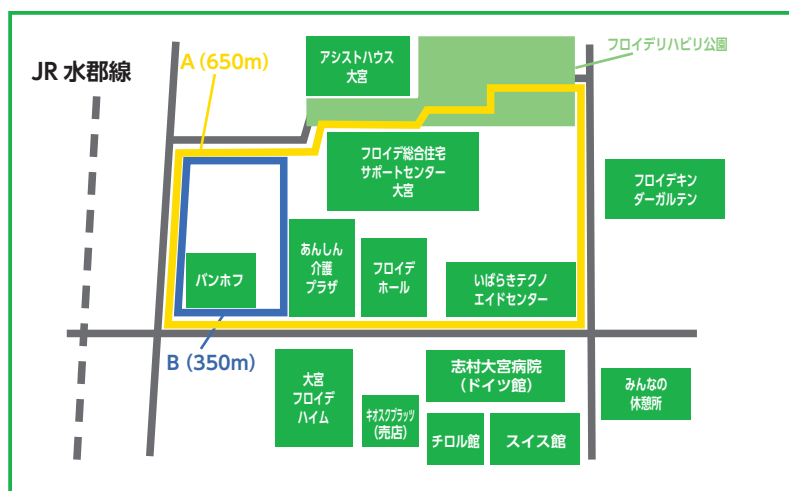 JR 水郡線
A (650m)
アシストハウス
大宮
フロイデリハビリ公園
フロイデ総合住宅
サポートセンター
大宮
フロイデキン
ダーガルテン
バンホフ
あんしん
介護
プラザ
フロイデ
ホール
いばらきテクノ
エイドセンター
B (350m)
大宮
フロイデ
ハイム
キオスクプラッツ
(売店)
志村大宮病院
(ドイツ館)
チロル館
スイス館
みんなの
休憩所